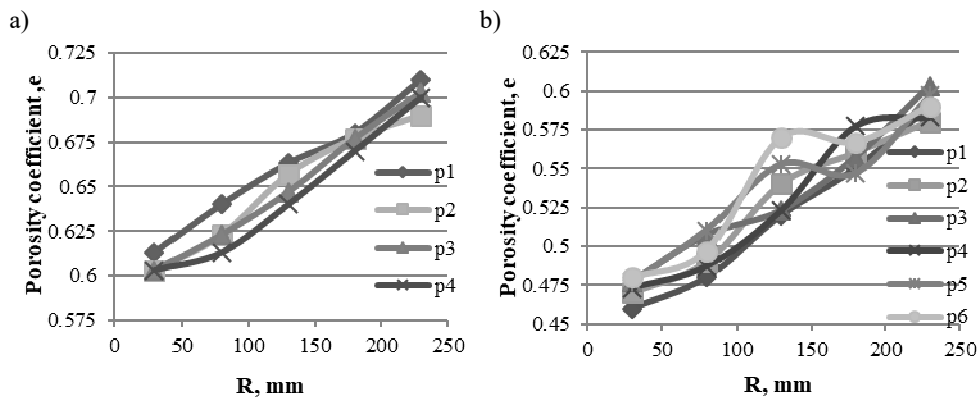 a)
Porosity coefficient ,e
0.725
0.7
0.675
0.65
0.625
0.6
0.575
0
50
100
150
200
250
R, mm
p1
p2
p3
p4
b)
Porosity coefficient, e
0.625
0.6
0.575
0.55
0.525
0.5
0.475
0.45
0
50
100
150
200
250
R, mm
p1
p2
p3
p4
p5
p6